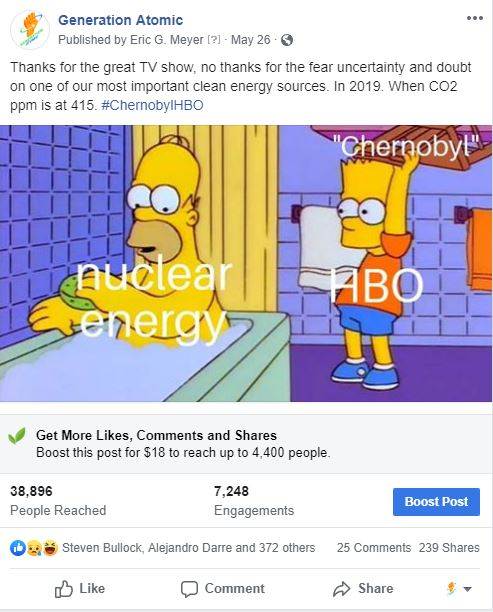 Generation Atomic
Published by Eric G. Meyer [?] · May 26 ·
Thanks for the great TV show, no thanks for the fear uncertainty and doubt
on one of our most important clean energy sources. In 2019. When CO2
ppm is at 415. #ChernobylHBO
"Chernobyl"
nuclear
energy
HBO
Get More Likes, Comments and Shares
Boost this post for $18 to reach up to 4,400 people.
38,896
People Reached
7,248
Engagements
Boost Post
Steven Bullock, Alejandro Darre and 372 others
25 Comments 239 Shares
Like
Comment
Share